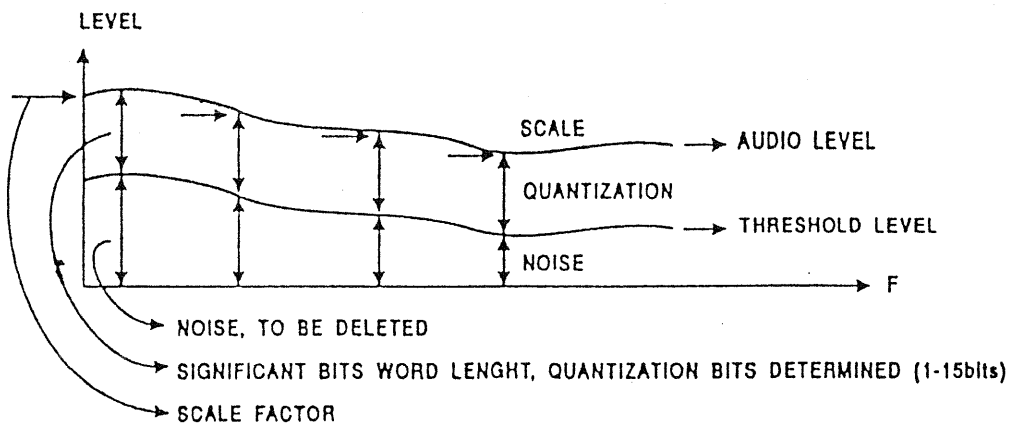 LEVEL
SCALE
AUDIO LEVEL
QUANTIZATION
THRESHOLD LEVEL
NOISE
F
NOISE, TO BE DELETED
SIGNIFICANT BITS WORD LENGHT, QUANTIZATION BITS DETERMINED (1-15bits)
SCALE FACTOR